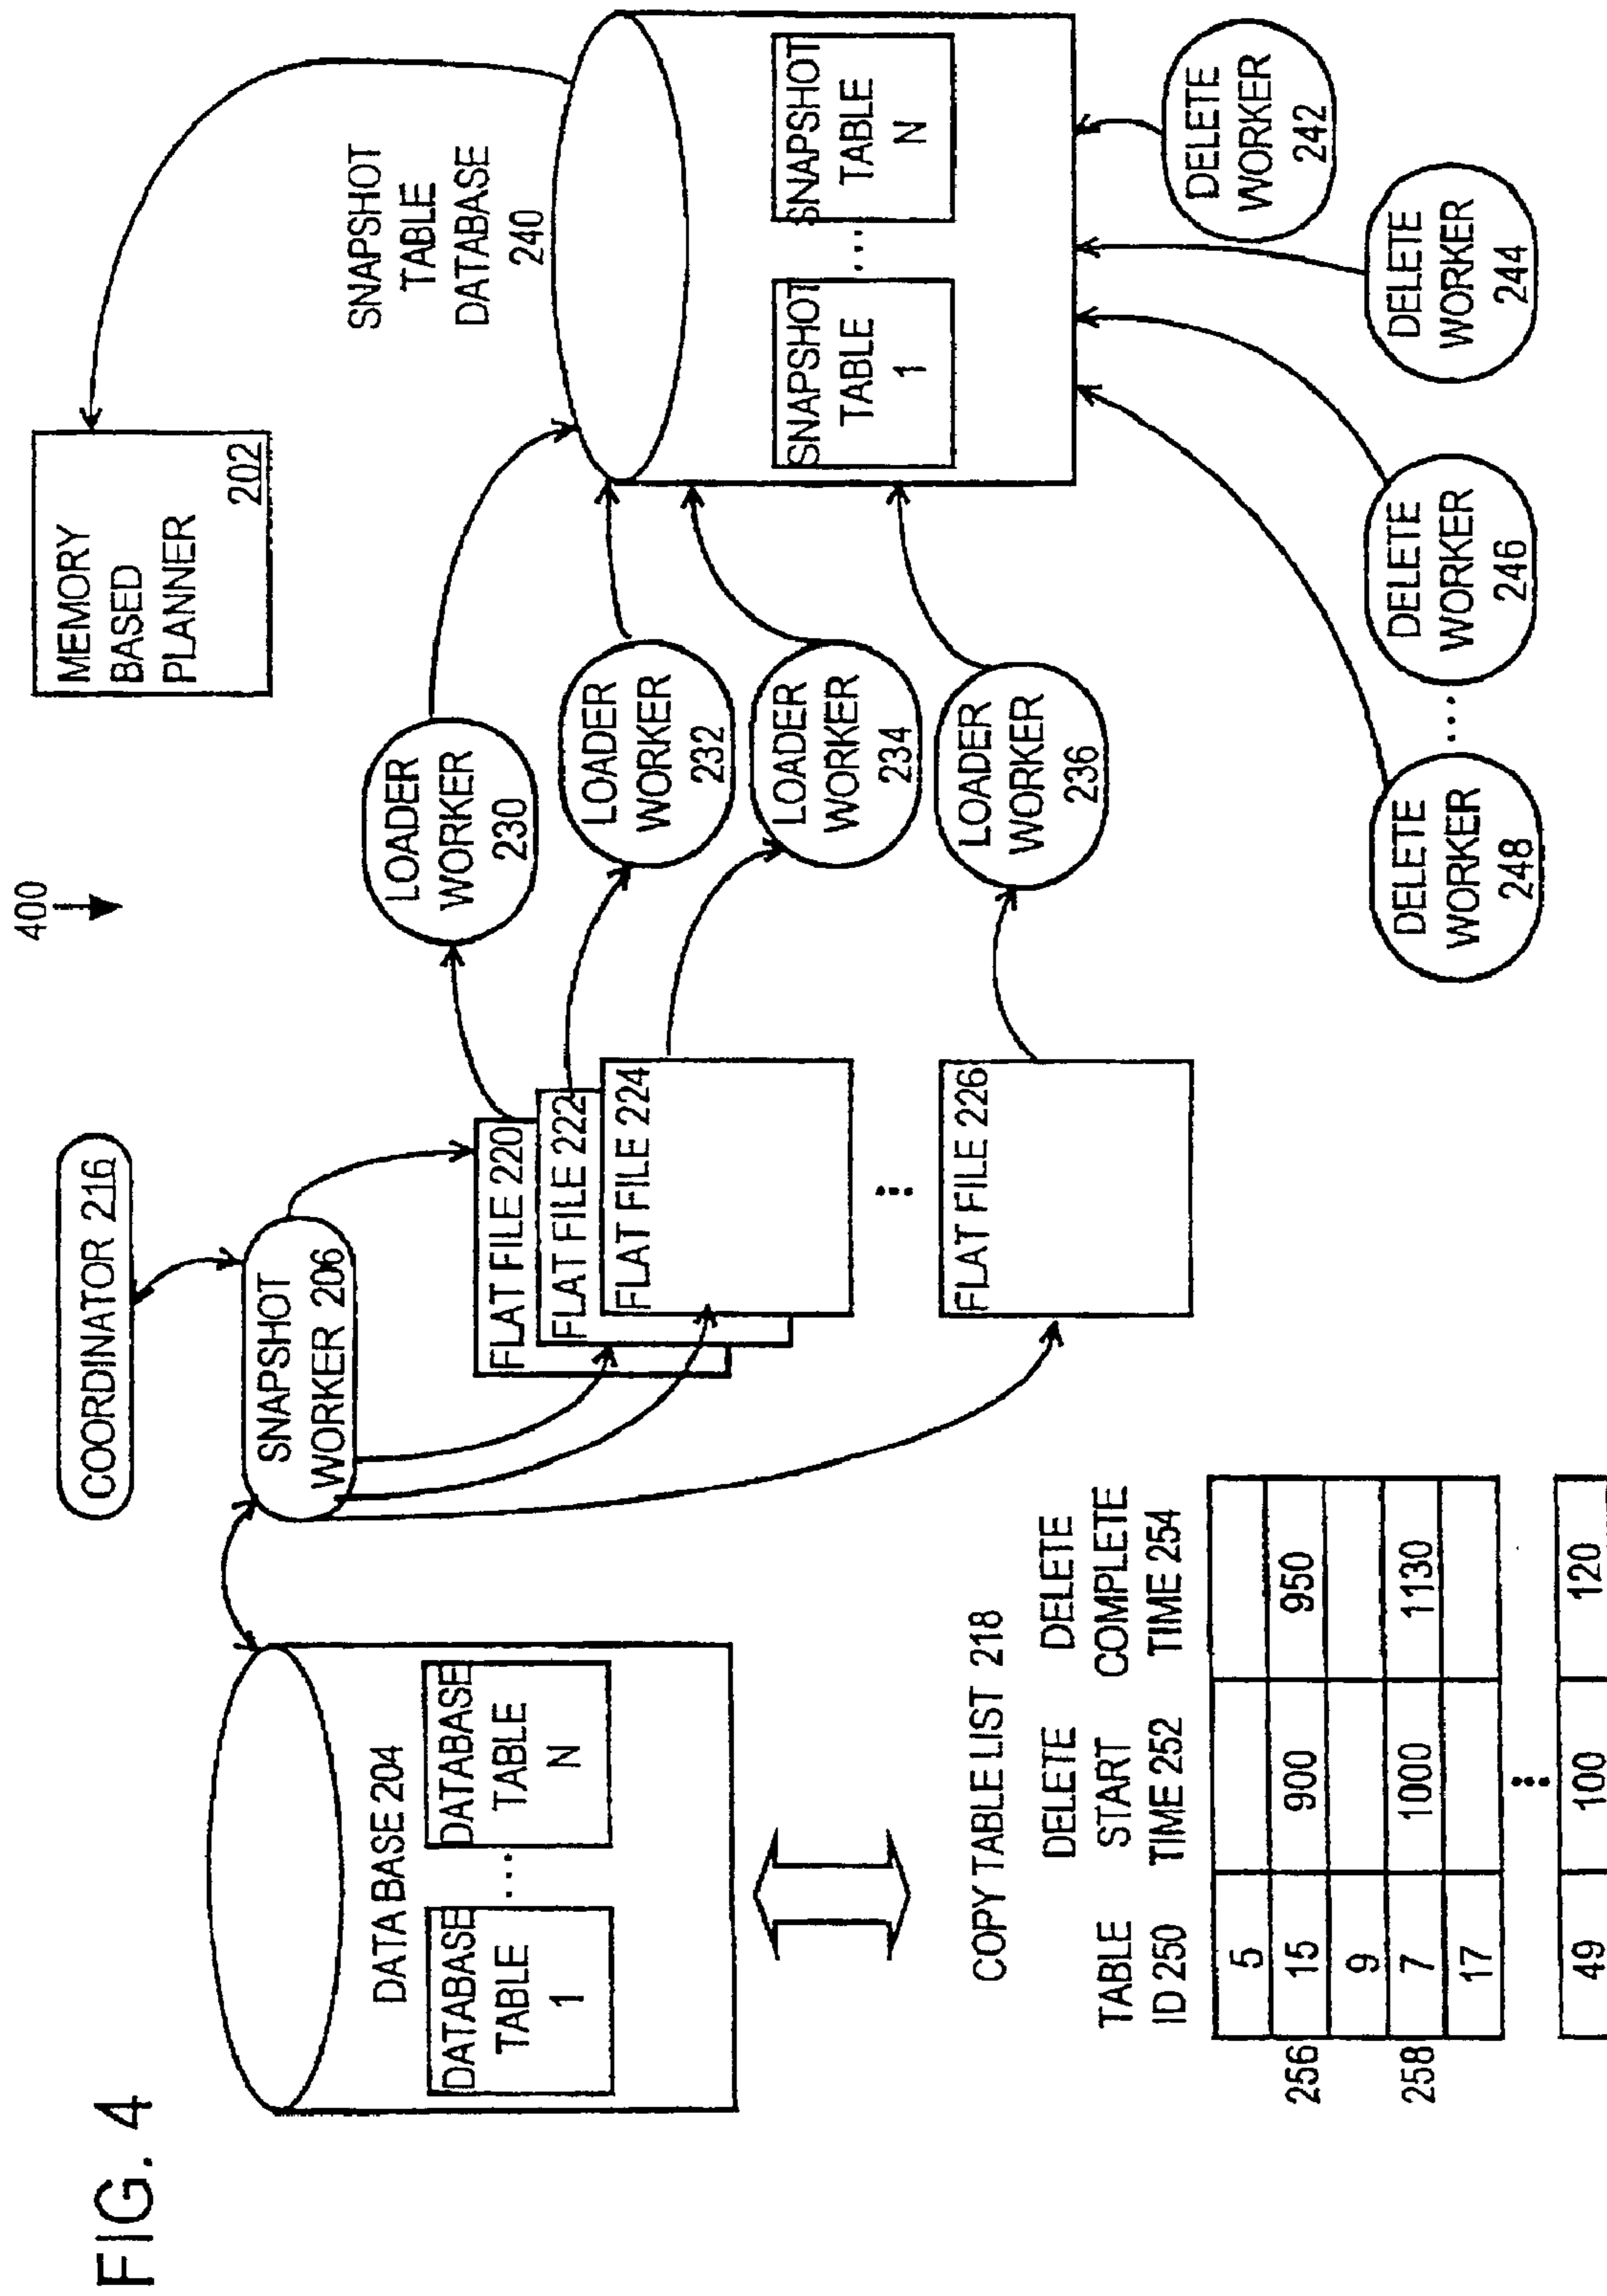 FIG. 4
400
COORDINATOR 216
MEMORY
BASED
PLANNER
202
SNAPSHOT
WORKER 206
DATA BASE 204
DATABASE
TABLE
1
...
DATABASE
TABLE
N
FLAT FILE 220
FLAT FILE 222
FLAT FILE 224
...
FLAT FILE 226
LOADER
WORKER
230
LOADER
WORKER
232
LOADER
WORKER
234
LOADER
WORKER
236
SNAPSHOT
TABLE
DATABASE
240
SNAPSHOT
TABLE
1
...
SNAPSHOT
TABLE
N
DELETE
WORKER
242
DELETE
WORKER
244
DELETE
WORKER
246
...
DELETE
WORKER
248
COPY TABLE LIST 218
TABLE
ID 250
DELETE
START
TIME 252
DELETE
COMPLETE
TIME 254
5
256 15 900 950
9
258 7 1000 1130
17
...
49 100 120